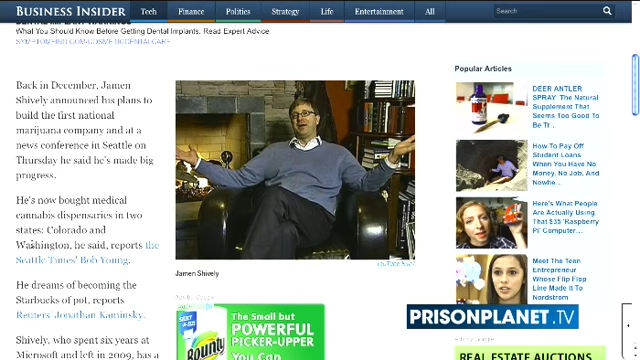 BUSINESS INSIDER
Tech
Finance
Politics
Strategy
Life
Entertainment
All
Search
What You Should Know Before Getting Dental Implants. Read Expert Advice
SYMPTOMFIND.COM/COSMETICDENTALCARE
Back in December, Jamen
Shively announced his plans to
build the first national
marijuana company and at a
news conference in Seattle on
Thursday he said he's made big
progress.
He's now bought medical
cannabis dispensaries in two
states: Colorado and
Washington, he said, reports the
Seattle Times' Bob Young.
He dreams of becoming the
Starbucks of pot, reports
Reuters' Jonathan Kaminsky.
Shively, who spent six years at
Microsoft and left in 2009, has a
Jamen Shively
The Small but
POWERFUL
PICKER-UPPER
You Can
Bounty
Popular Articles
DEER ANTLER
SPRAY: The Natural
Supplement That
Seems Too Good To
Be Tr...
How To Pay Off
Student Loans
When You Have No
Money, No Job, And
Nowhe...
Here's What People
Are Actually Using
That $35 'Raspberry
Pi' Computer...
Meet The Teen
Entrepreneur
Whose Flip Flop
Line Made It To
Nordstrom
PRISONPLANET.TV
REAL ESTATE AUCTIONS